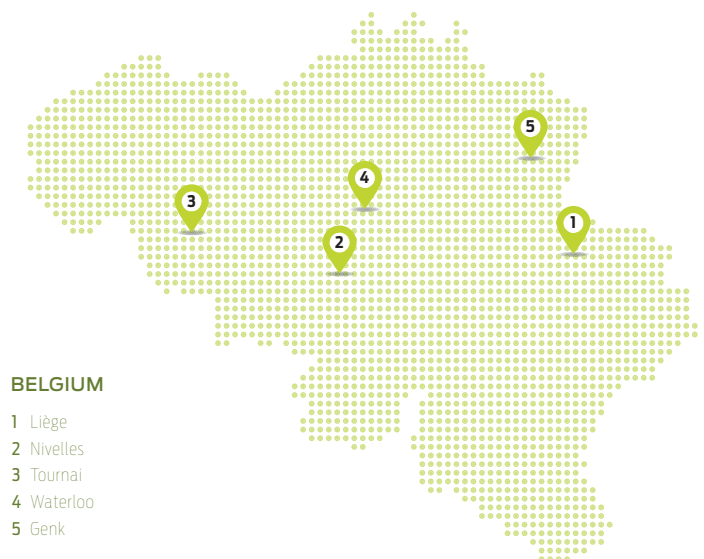 5
4
3
1
2
BELGIUM
1 Liège
2 Nivelles
3 Tournai
4 Waterloo
5 Genk